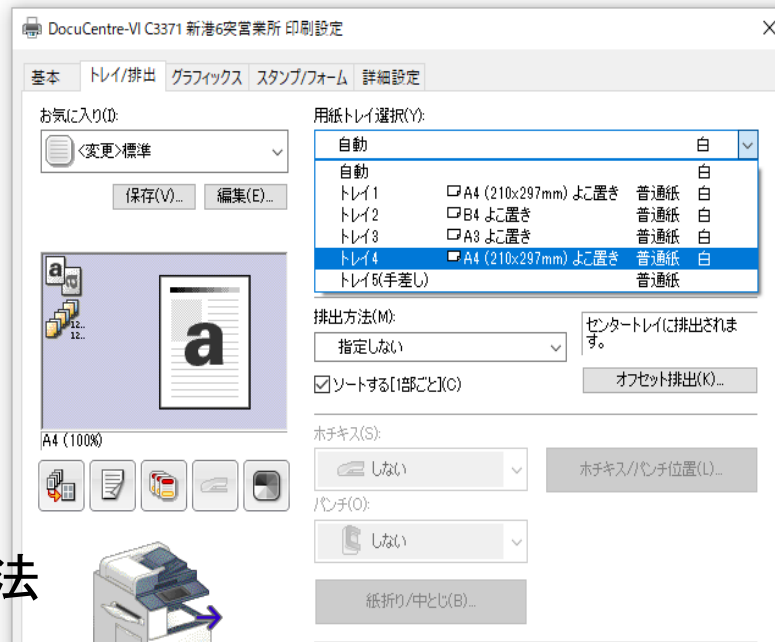 DocuCentre-VI C3371 新港6突営業所 印刷設定
基本 トレイ/排出 グラフィックス スタンプ/フォーム 詳細設定
お気に入り(I):
<変更>標準
保存(V)... 編集(E)...
用紙トレイ選択(Y):
自動 白
自動 白
トレイ1 A4 (210x297mm) よこ置き 普通紙 白
トレイ2 B4 よこ置き 普通紙 白
トレイ3 A3 よこ置き 普通紙 白
トレイ4 A4 (210x297mm) よこ置き 普通紙 白
トレイ5(手差し) 普通紙
a a
12..
12..
a
A4 (100%)
排出方法(M):
指定しない
センタートレイに排出されま
す。
ソートする[1部ごと](C)
オフセット排出(K)...
ホチキス(S):
しない
ホチキス/パンチ位置(L)...
パンチ(O):
しない
紙折り/中とじ(B)...
法